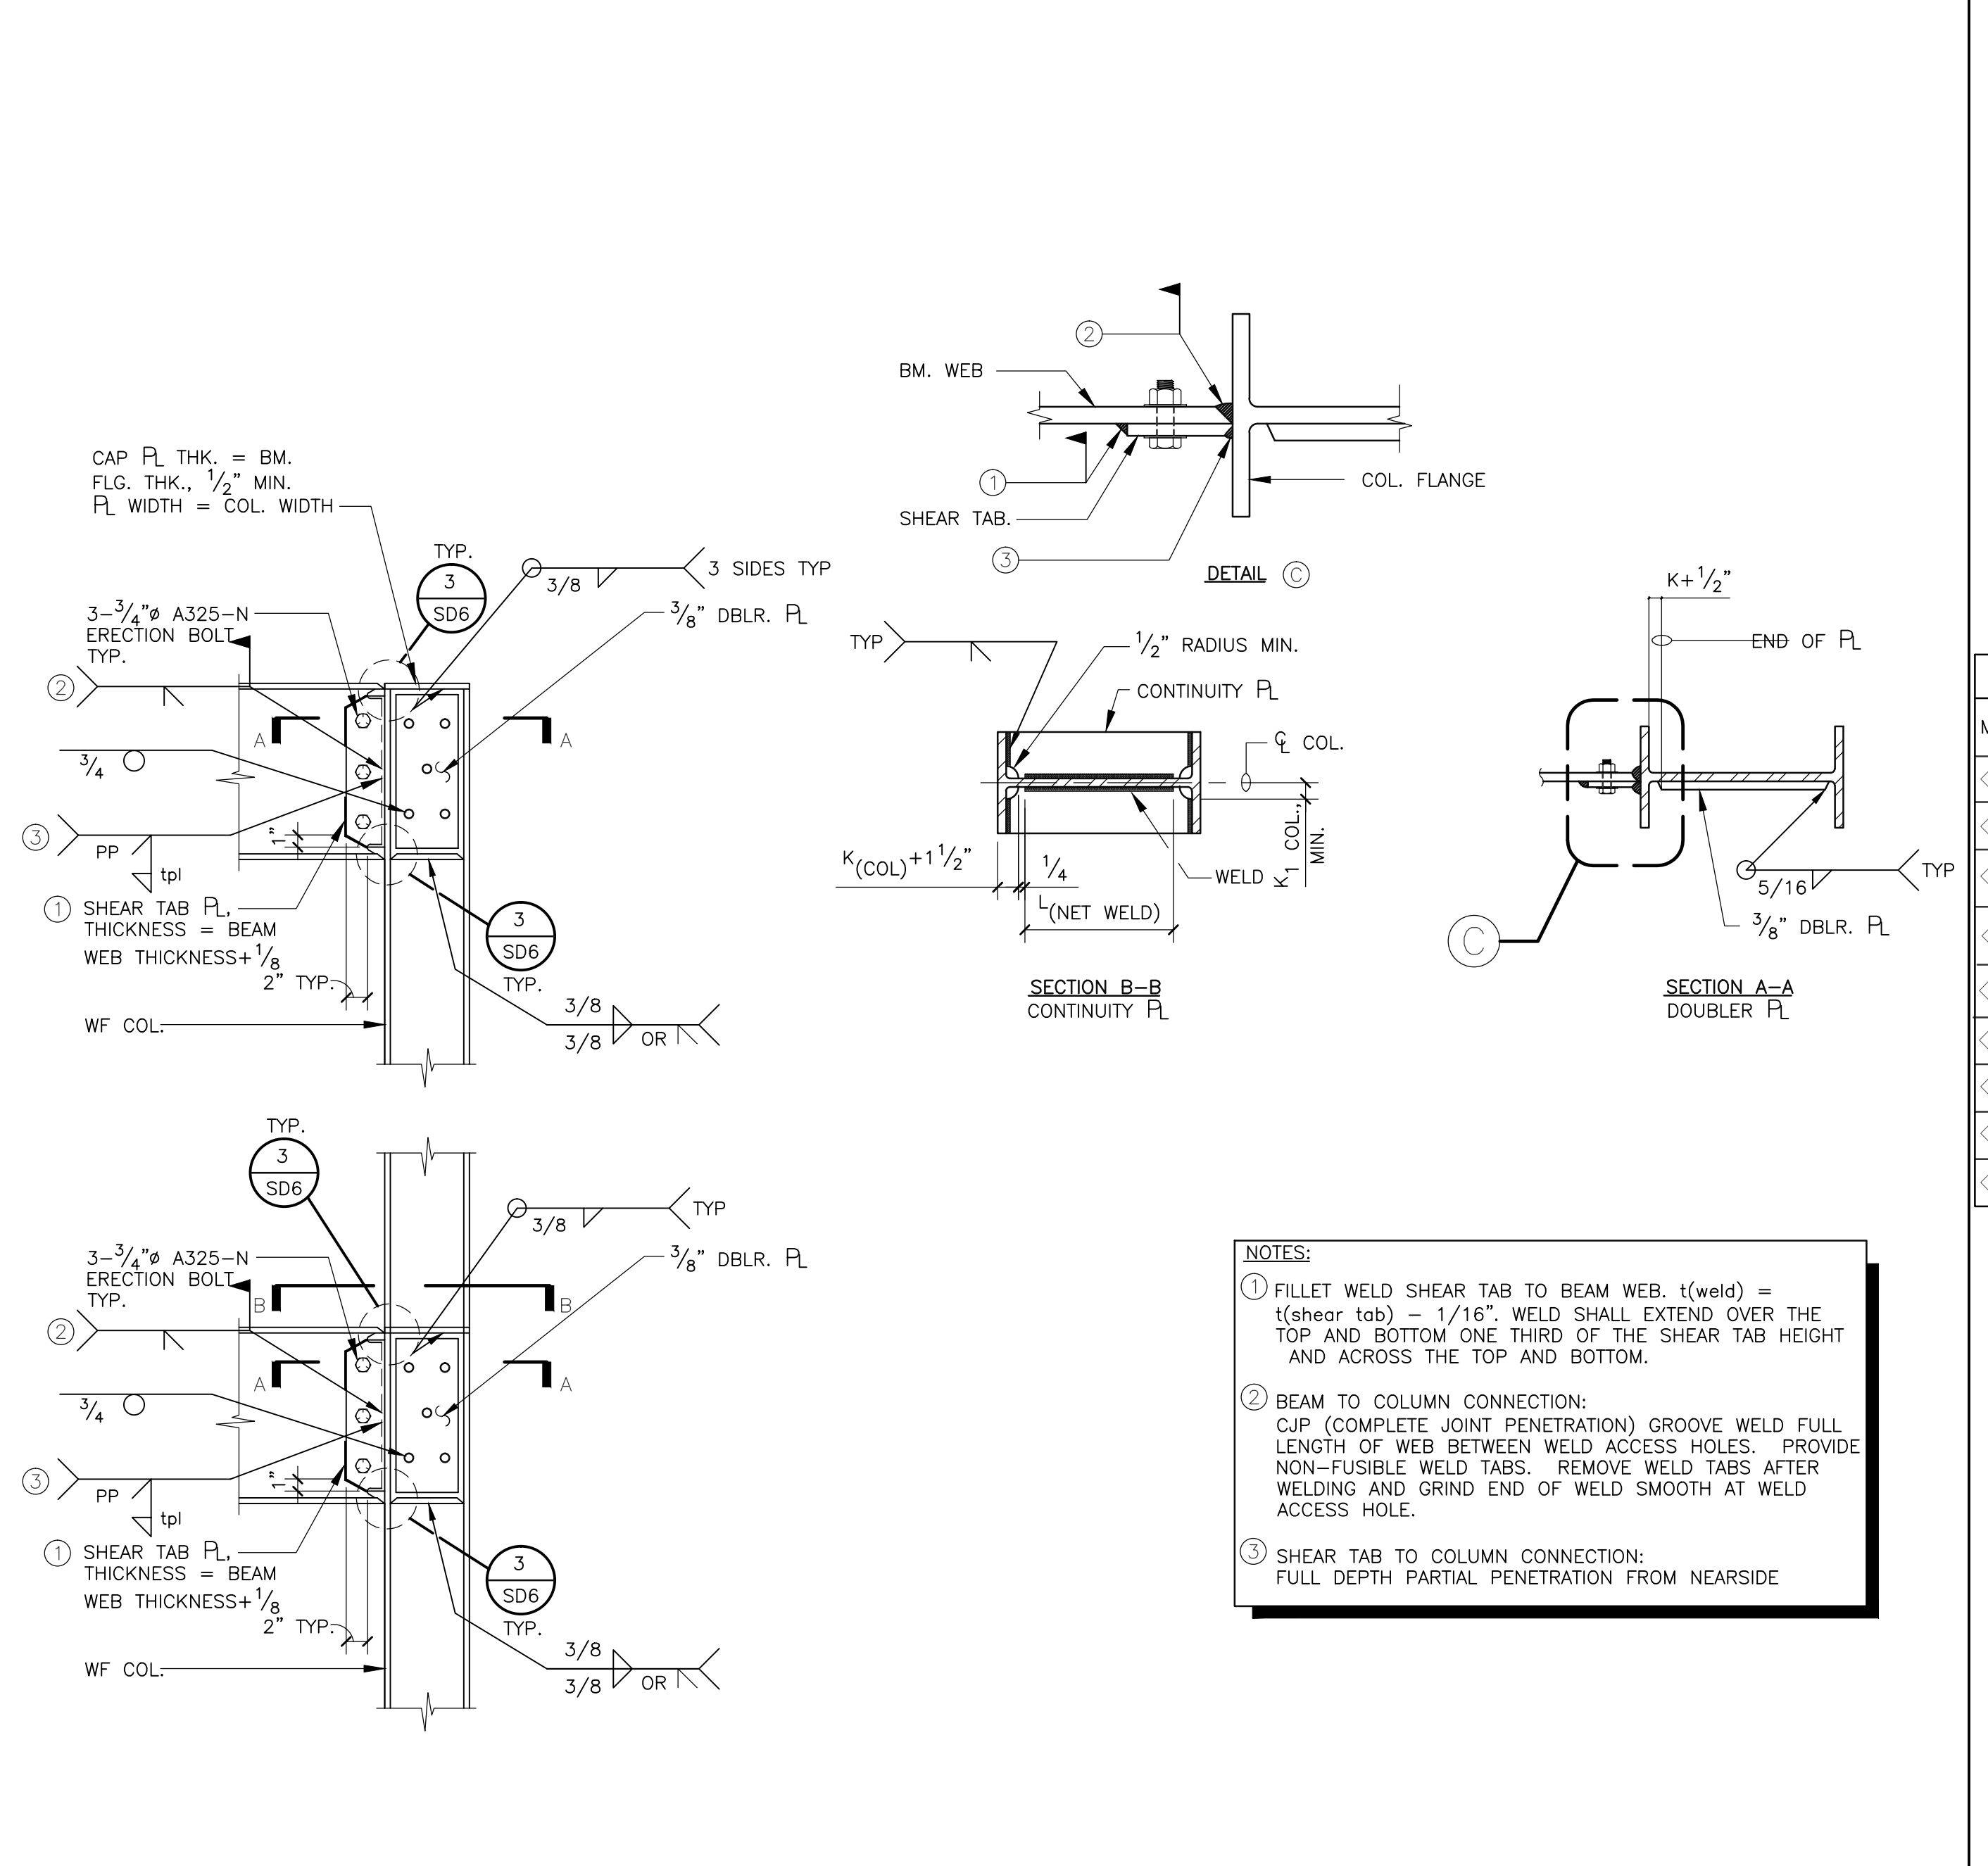 CAP PL THK. = BM.
FLG. THK., 1/2" MIN.
PL WIDTH = COL. WIDTH
TYP.
3
SD6
3/8
3 SIDES TYP
3-3/4"ø A325-N
ERECTION BOLT
TYP.
3/8" DBLR. PL
2
A
A
3/4
3
PP
tpl
1"
1 SHEAR TAB PL,
THICKNESS = BEAM
WEB THICKNESS+1/8
2" TYP.
3
SD6
TYP.
WF COL.
3/8
3/8
OR
TYP.
3
SD6
3/8
TYP
3-3/4"ø A325-N
ERECTION BOLT
TYP.
3/8" DBLR. PL
B
B
2
A
A
3/4
3
PP
tpl
1"
1 SHEAR TAB PL,
THICKNESS = BEAM
WEB THICKNESS+1/8
2" TYP.
3
SD6
TYP.
WF COL.
3/8
3/8
OR
2
BM. WEB
1
SHEAR TAB.
3
COL. FLANGE
DETAIL C
TYP
1/2" RADIUS MIN.
CONTINUITY PL
CL COL.
K(COL)+1 1/2"
1/4
L(NET WELD)
WELD
K1 COL.,
MIN.
SECTION B-B
CONTINUITY PL
K+1/2"
END OF PL
5/16
TYP
3/8" DBLR. PL
C
SECTION A-A
DOUBLER PL
NOTES:
1 FILLET WELD SHEAR TAB TO BEAM WEB. t(weld) =
t(shear tab) - 1/16". WELD SHALL EXTEND OVER THE
TOP AND BOTTOM ONE THIRD OF THE SHEAR TAB HEIGHT
AND ACROSS THE TOP AND BOTTOM.
2 BEAM TO COLUMN CONNECTION:
CJP (COMPLETE JOINT PENETRATION) GROOVE WELD FULL
LENGTH OF WEB BETWEEN WELD ACCESS HOLES. PROVIDE
NON-FUSIBLE WELD TABS. REMOVE WELD TABS AFTER
WELDING AND GRIND END OF WELD SMOOTH AT WELD
ACCESS HOLE.
3 SHEAR TAB TO COLUMN CONNECTION:
FULL DEPTH PARTIAL PENETRATION FROM NEARSIDE